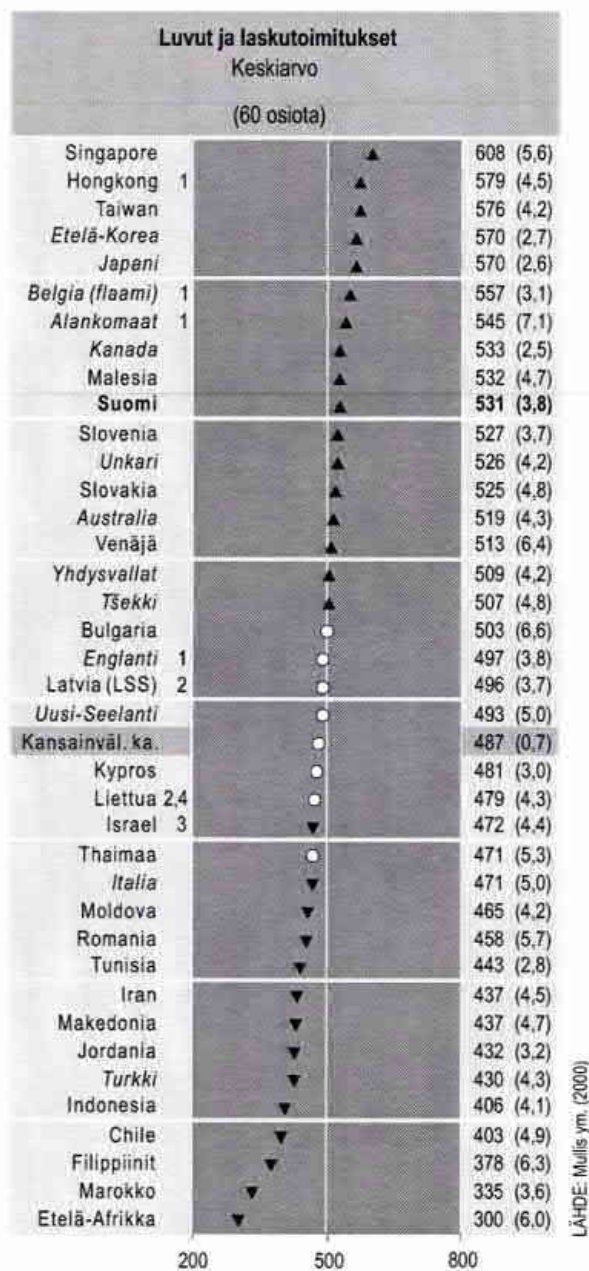 Luvut ja laskutoimitukset
Keskiarvo
(60 osiota)
Singapore 608 (5,6)
Hongkong 1 579 (4,5)
Taiwan 576 (4,2)
Etelä-Korea 570 (2,7)
Japani 570 (2,6)
Belgia (flaami) 1 557 (3,1)
Alankomaat 1 545 (7,1)
Kanada 533 (2,5)
Malesia 532 (4,7)
Suomi 531 (3,8)
Slovenia 527 (3,7)
Unkari 526 (4,2)
Slovakia 525 (4,8)
Australia 519 (4,3)
Venäjä 513 (6,4)
Yhdysvallat 509 (4,2)
Tšekki 507 (4,8)
Bulgaria 503 (6,6)
Englanti 1 497 (3,8)
Latvia (LSS) 2 496 (3,7)
Uusi-Seelanti 493 (5,0)
Kansainväl. ka. 487 (0,7)
Kypros 481 (3,0)
Liettua 2,4 479 (4,3)
Israel 3 472 (4,4)
Thaimaa 471 (5,3)
Italia 471 (5,0)
Moldova 465 (4,2)
Romania 458 (5,7)
Tunisia 443 (2,8)
Iran 437 (4,5)
Makedonia 437 (4,7)
Jordania 432 (3,2)
Turkki 430 (4,3)
Indonesia 406 (4,1)
Chile 403 (4,9)
Filippiinit 378 (6,3)
Marokko 335 (3,6)
Etelä-Afrikka 300 (6,0)
200 500 800
LÄHDE: Mullis ym. (2000)